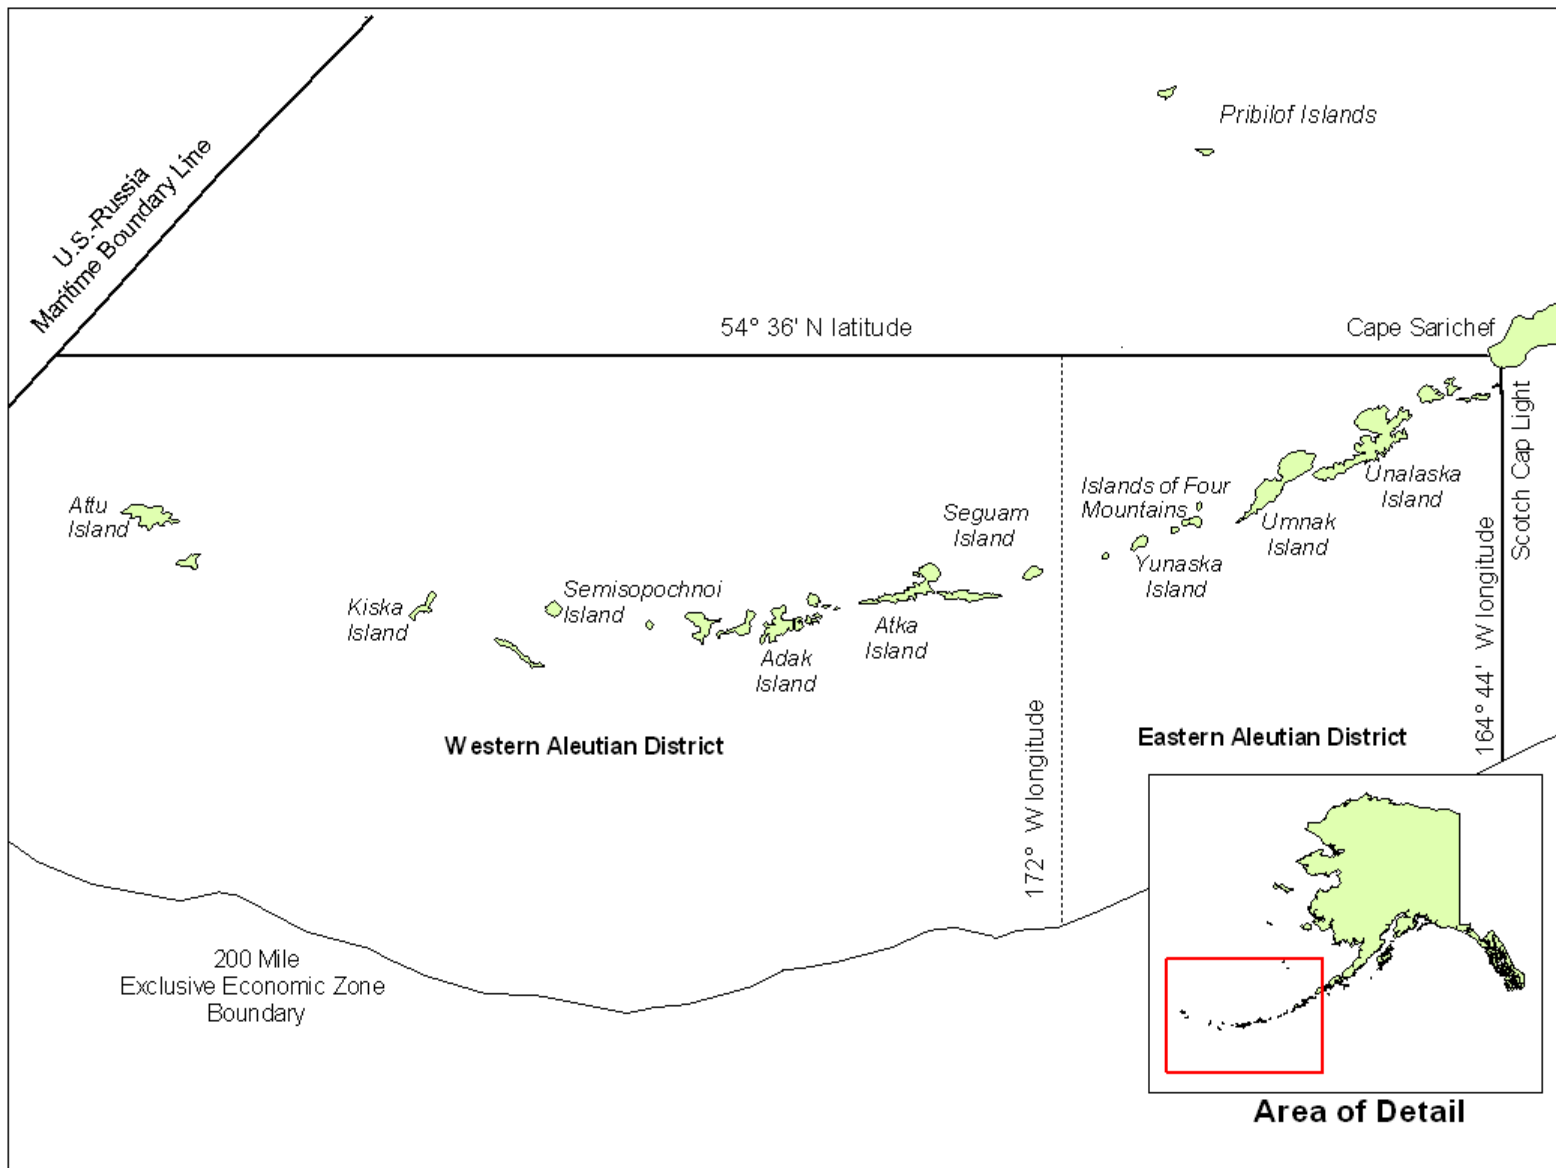 Pribilof Islands
U.S.-Russia
Maritime Boundary Line
54° 36' N latitude
Cape Sarichef
Scotch Cap Light
164° 44' W longitude
Unalaska
Island
Islands of Four
Mountains
Umnak
Island
Yunaska
Island
Seguam
Island
Attu
Island
Kiska
Island
Semisopochnoi
Island
Adak
Island
Atka
Island
172° W longitude
Western Aleutian District
Eastern Aleutian District
200 Mile
Exclusive Economic Zone
Boundary
Area of Detail